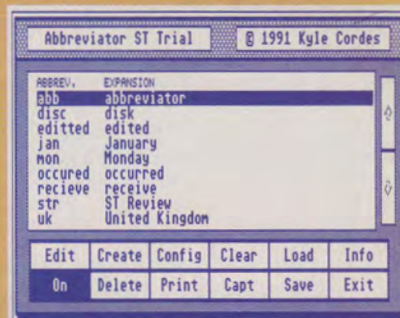 Abbreviator ST Trial
© 1991 Kyle Cordes
ABBREV. EXPANSION
abb abbreviator
disc disk
editted edited
jan January
mon Monday
occured occurred
recieve receive
str ST Review
uk United Kingdom
Edit Create Config Clear Load Info
On Delete Print Capt Save Exit